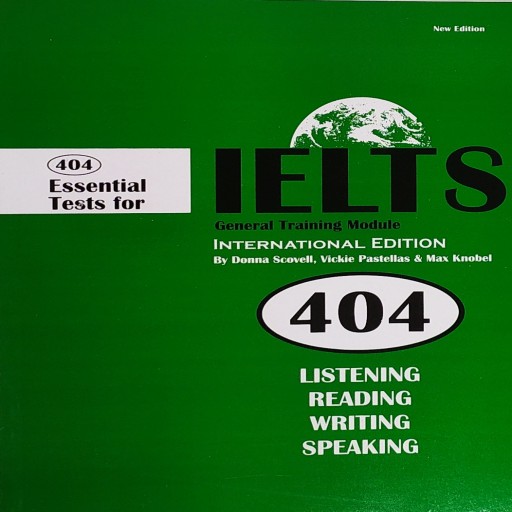 New Edition
404
Essential
Tests for
IELTS
General Training Module
INTERNATIONAL EDITION
By Donna Scovell, Vickie Pastellas & Max Knobel
404
LISTENING
READING
WRITING
SPEAKING